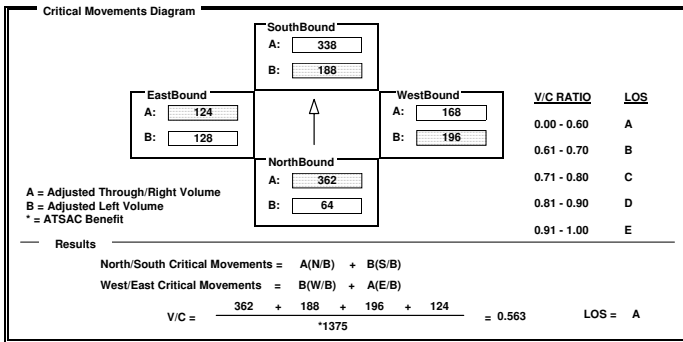 Critical Movements Diagram
SouthBound
A: 338
B: 188
EastBound
A: 124
B: 128
WestBound
A: 168
B: 196
NorthBound
A: 362
B: 64
V/C RATIO LOS
0.00 - 0.60 A
0.61 - 0.70 B
0.71 - 0.80 C
0.81 - 0.90 D
0.91 - 1.00 E
A = Adjusted Through/Right Volume
B = Adjusted Left Volume
* = ATSAC Benefit
Results
North/South Critical Movements = A(N/B) + B(S/B)
West/East Critical Movements = B(W/B) + A(E/B)
362 + 188 + 196 + 124
V/C = = 0.563 LOS = A
*1375